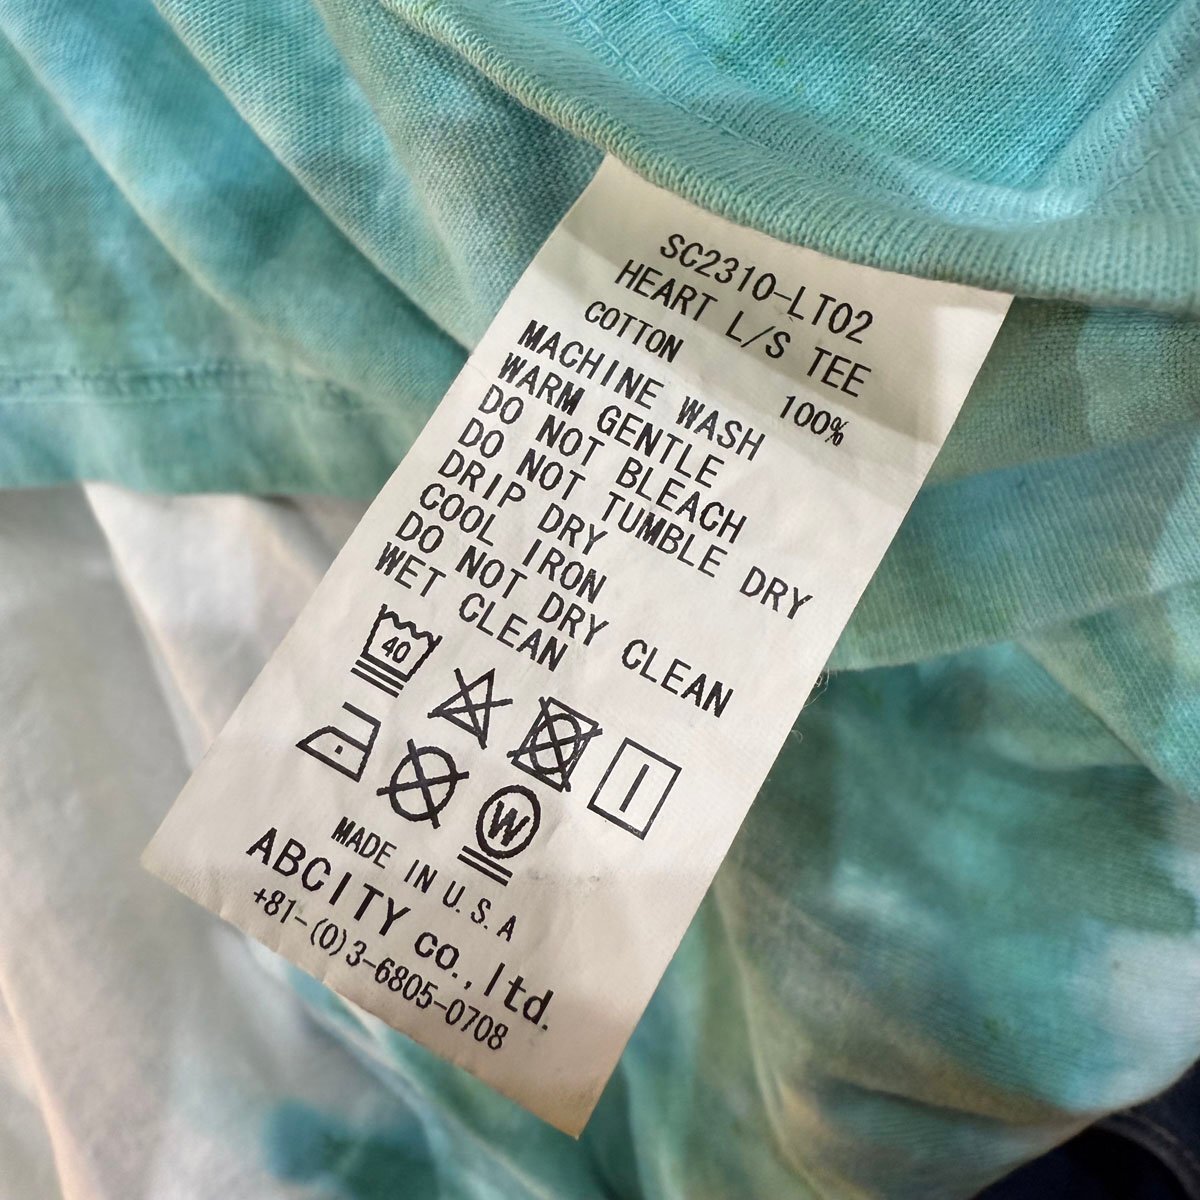 SC2310-LT02
HEART L/S TEE
COTTON 100%
MACHINE WASH
WARM GENTLE
DO NOT BLEACH
DO NOT TUMBLE DRY
DRIP DRY
COOL IRON
DO NOT DRY CLEAN
WET CLEAN
40
W
MADE IN U.S.A
ABCITY co.,ltd.
+81-(0)3-6805-0708